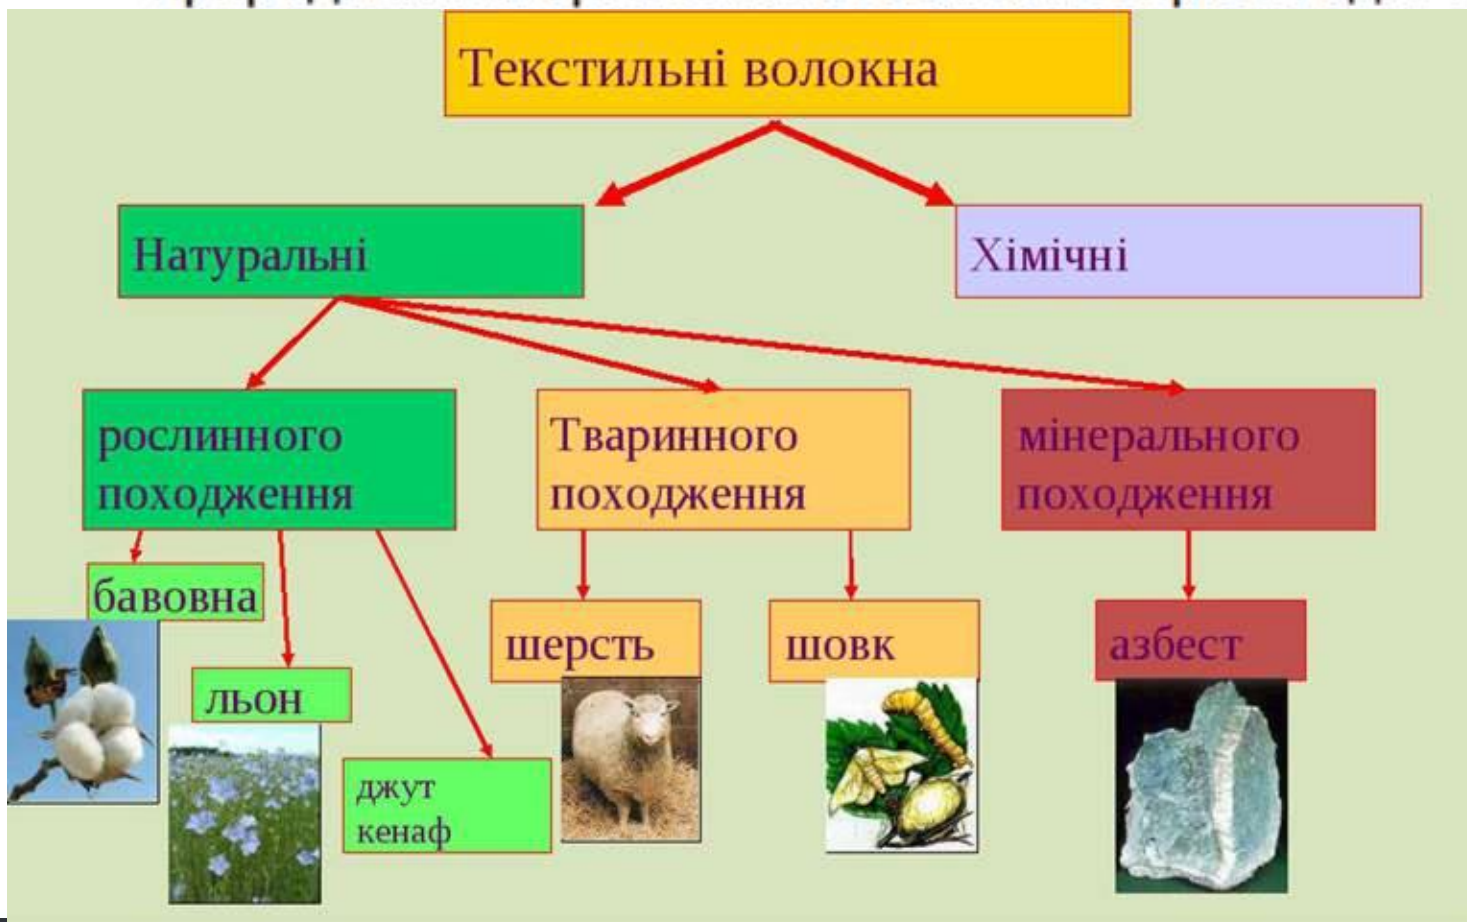 Текстильні волокна
Натуральні
Хімічні
рослинного
походження
Тваринного
походження
мінерального
походження
бавовна
льон
джут
кенаф
шерсть
шовк
азбест